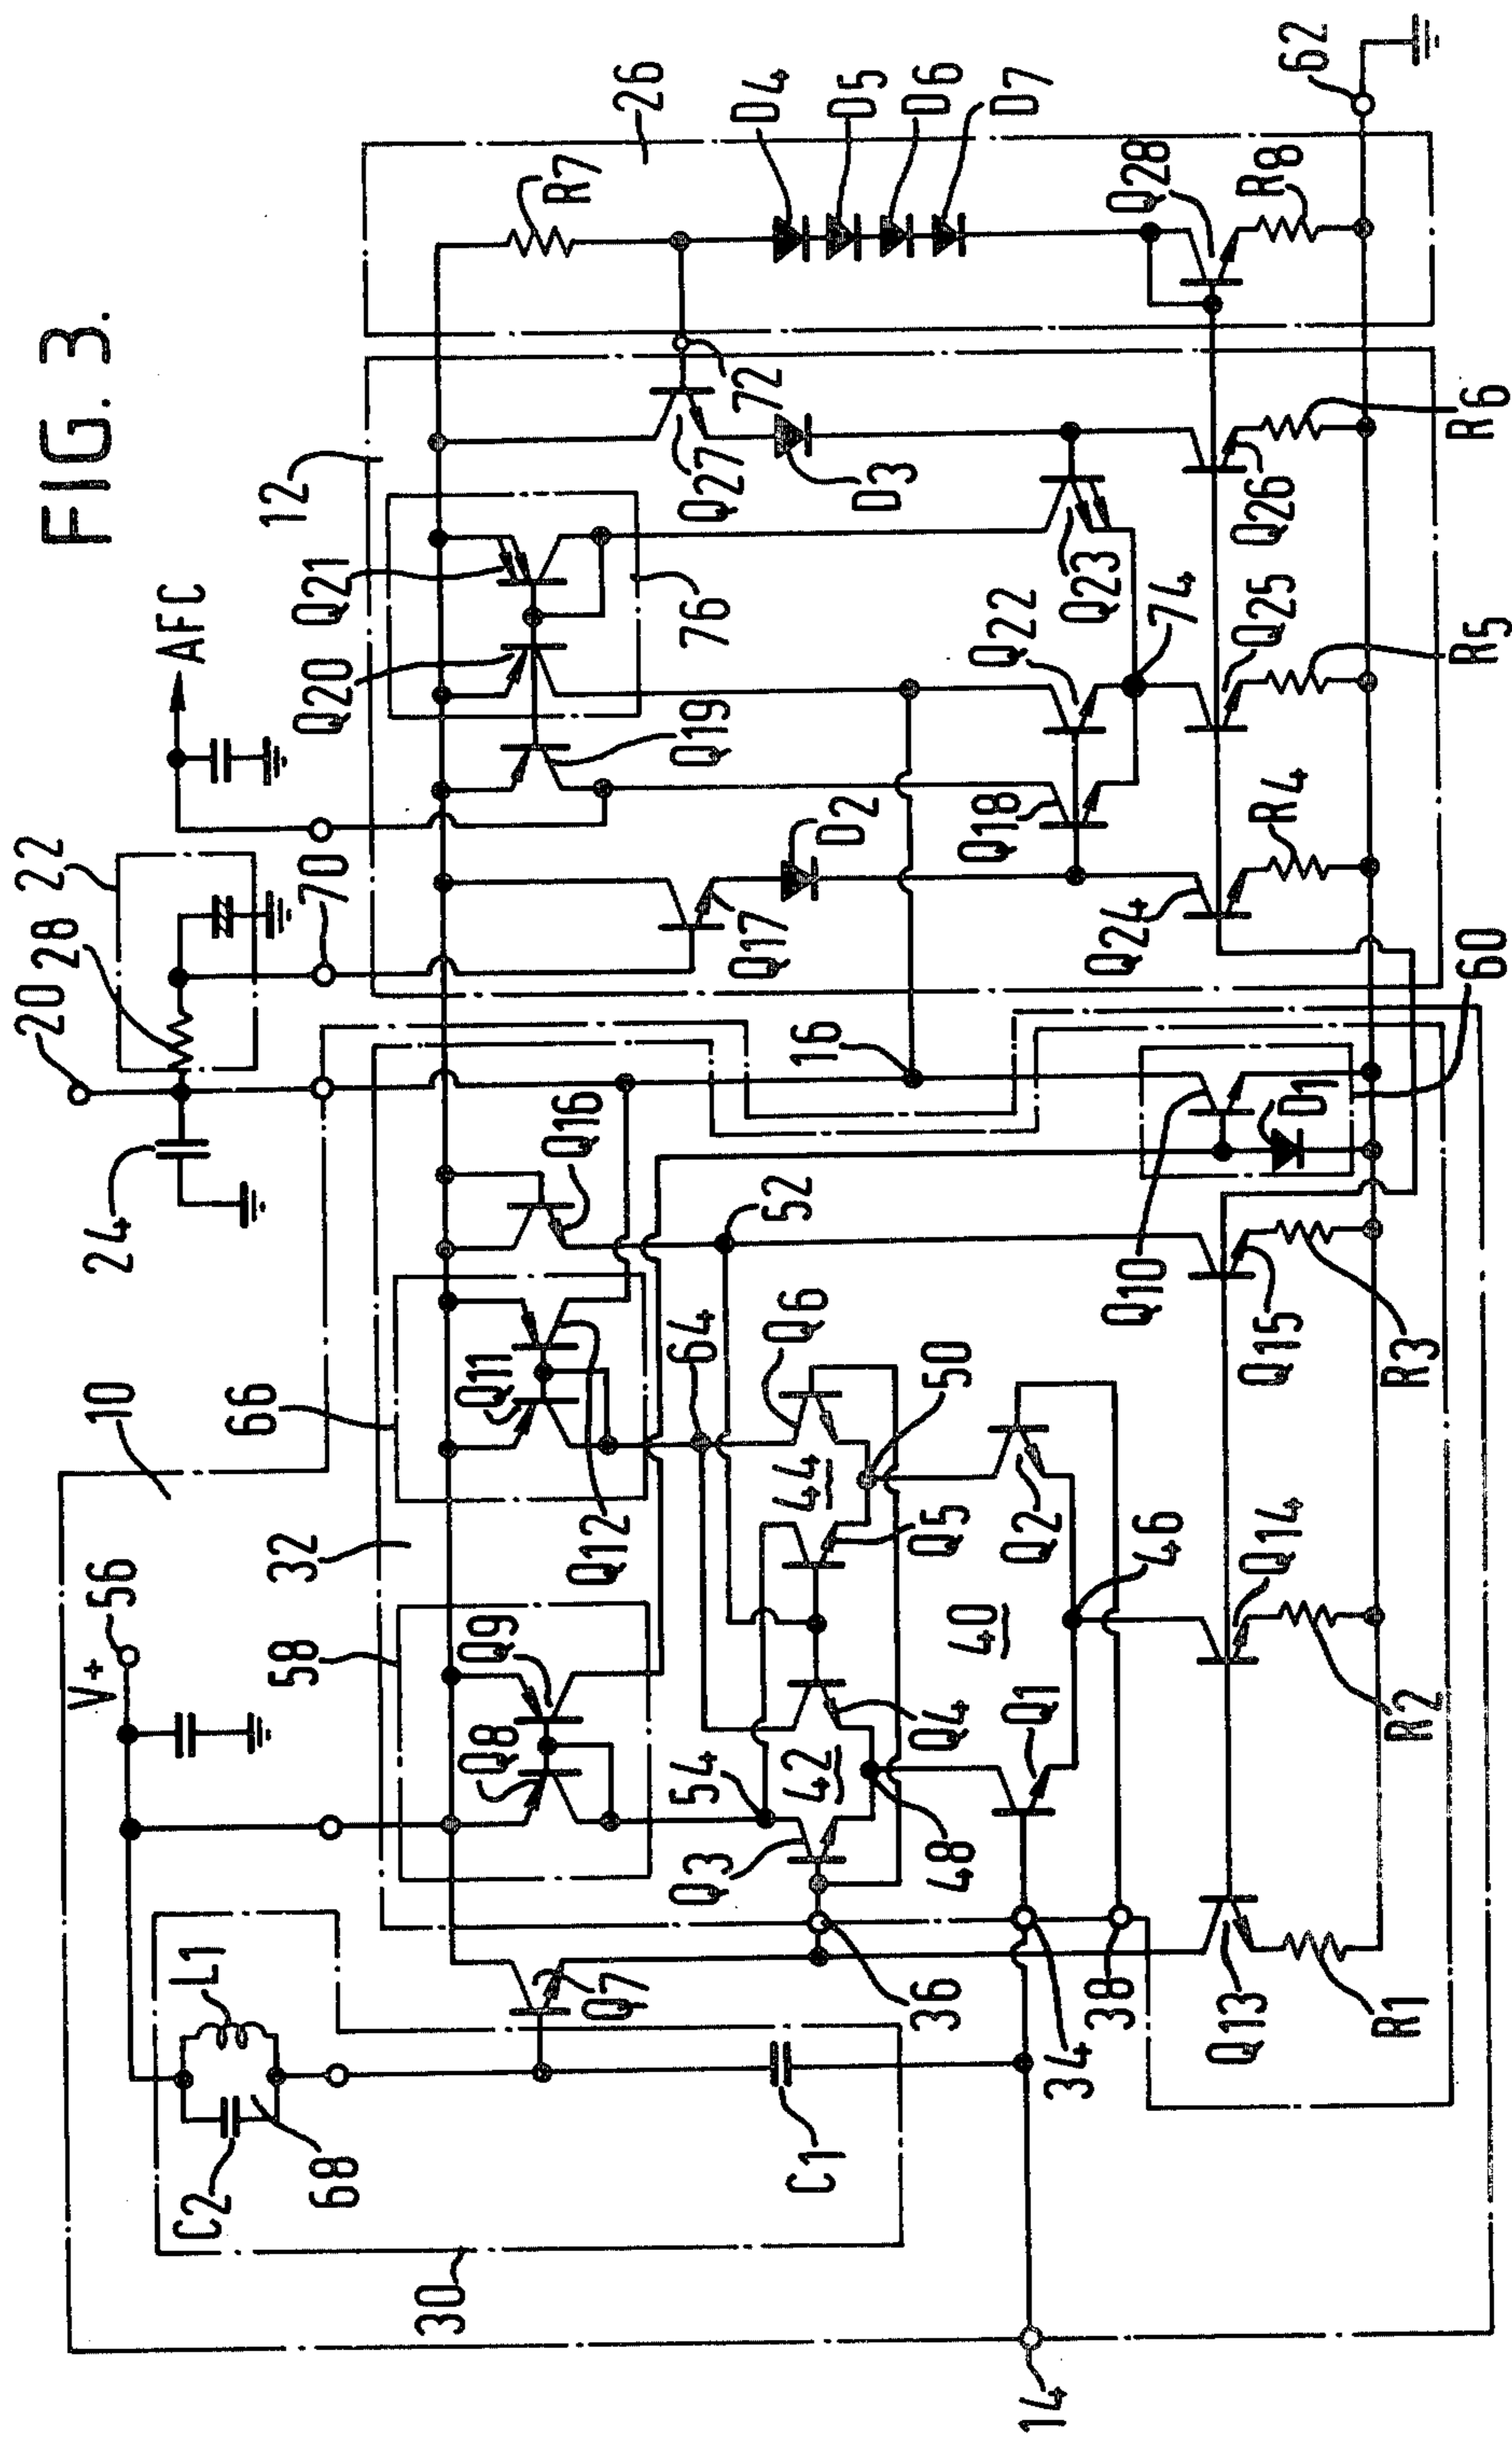 FIG. 3.
20
28
22
AFC
24
70
10
V+
56
L1
C2
68
30
66
58
32
12
26
Q21
Q20
Q19
76
R7
72
Q27
D4
D5
D6
D7
Q16
Q11
Q12
Q8
Q9
Q7
64
54
52
16
Q17
D2
D3
Q3
42
Q4
44
Q5
Q6
48
50
36
C1
Q18
Q22
Q23
74
Q28
R8
62
34
38
Q1
40
46
Q2
14
Q13
R1
Q14
R2
Q15
R3
Q10
D1
60
Q24
R4
Q25
R5
Q26
R6